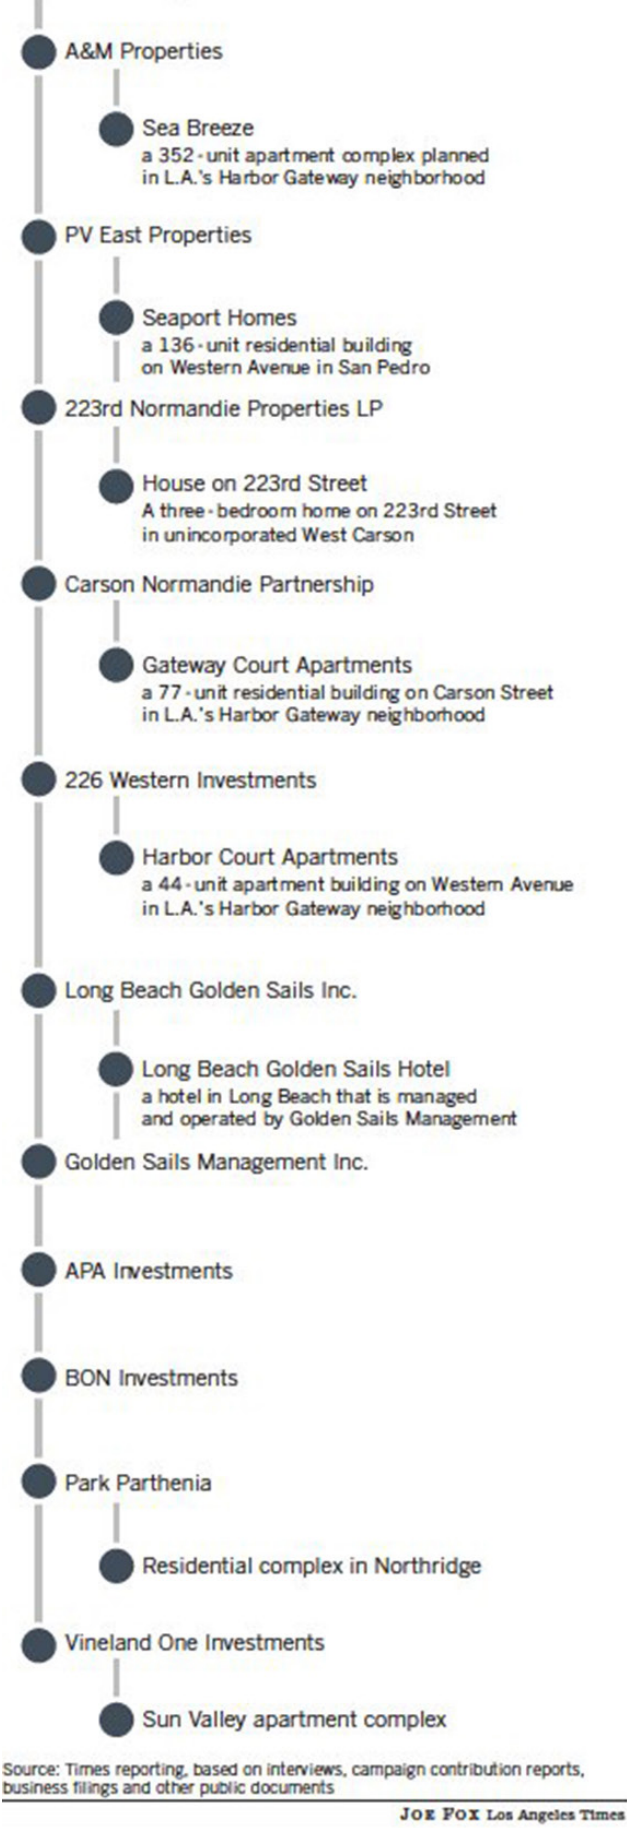 A&M Properties
Sea Breeze
a 352-unit apartment complex planned
in L.A.'s Harbor Gateway neighborhood
PV East Properties
Seaport Homes
a 136-unit residential building
on Western Avenue in San Pedro
223rd Normandie Properties LP
House on 223rd Street
A three-bedroom home on 223rd Street
in unincorporated West Carson
Carson Normandie Partnership
Gateway Court Apartments
a 77-unit residential building on Carson Street
in L.A.'s Harbor Gateway neighborhood
226 Western Investments
Harbor Court Apartments
a 44-unit apartment building on Western Avenue
in L.A.'s Harbor Gateway neighborhood
Long Beach Golden Sails Inc.
Long Beach Golden Sails Hotel
a hotel in Long Beach that is managed
and operated by Golden Sails Management
Golden Sails Management Inc.
APA Investments
BON Investments
Park Parthenia
Residential complex in Northridge
Vineland One Investments
Sun Valley apartment complex
Source: Times reporting, based on interviews, campaign contribution reports,
business filings and other public documents
JOE FOX Los Angeles Times